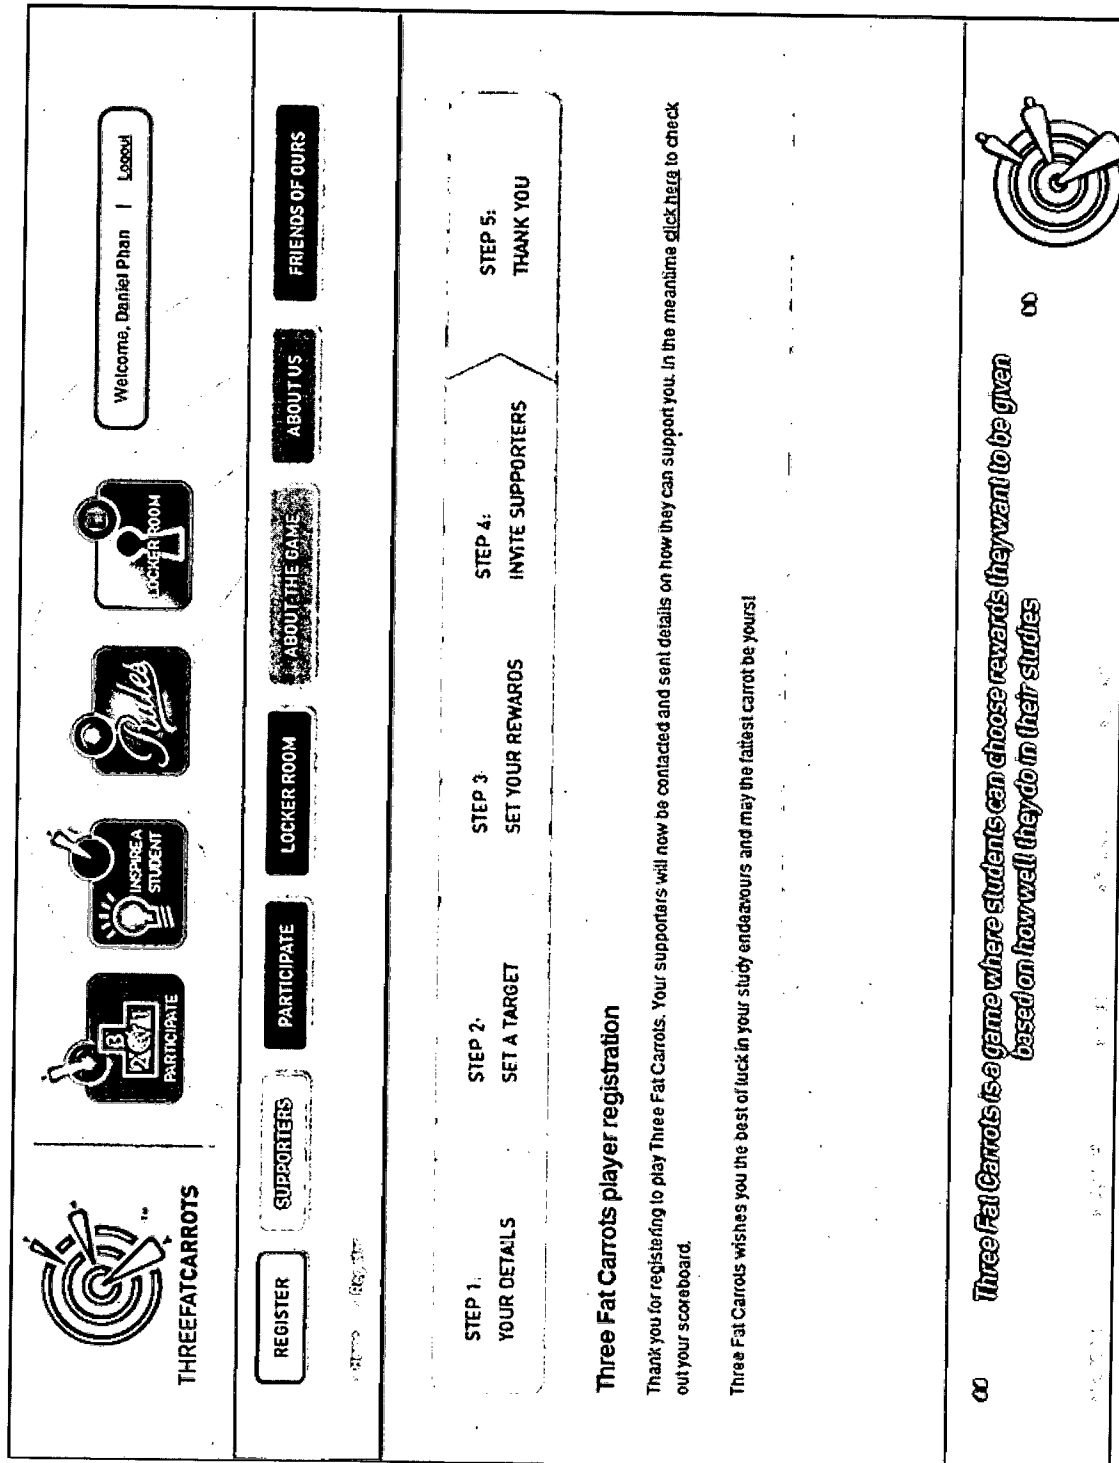 THREEFATCARROTS
TM
PARTICIPATE
INSPIRE A
STUDENT
Rules
LOCKER ROOM
Welcome, Daniel Phan | Logout
REGISTER
SUPPORTERS
PARTICIPATE
LOCKER ROOM
ABOUT THE GAME
ABOUT US
FRIENDS OF OURS
STEP 1:
YOUR DETAILS
STEP 2:
SET A TARGET
STEP 3
SET YOUR REWARDS
STEP 4:
INVITE SUPPORTERS
STEP 5:
THANK YOU
Three Fat Carrots player registration
Thank you for registering to play Three Fat Carrots. Your supporters will now be contacted and sent details on how they can support you. In the meantime click here to check
out your scoreboard.
Three Fat Carrots wishes you the best of luck in your study endeavours and may the fattest carrot be yours!
Three Fat Carrots is a game where students can choose rewards they want to be given
based on how well they do in their studies